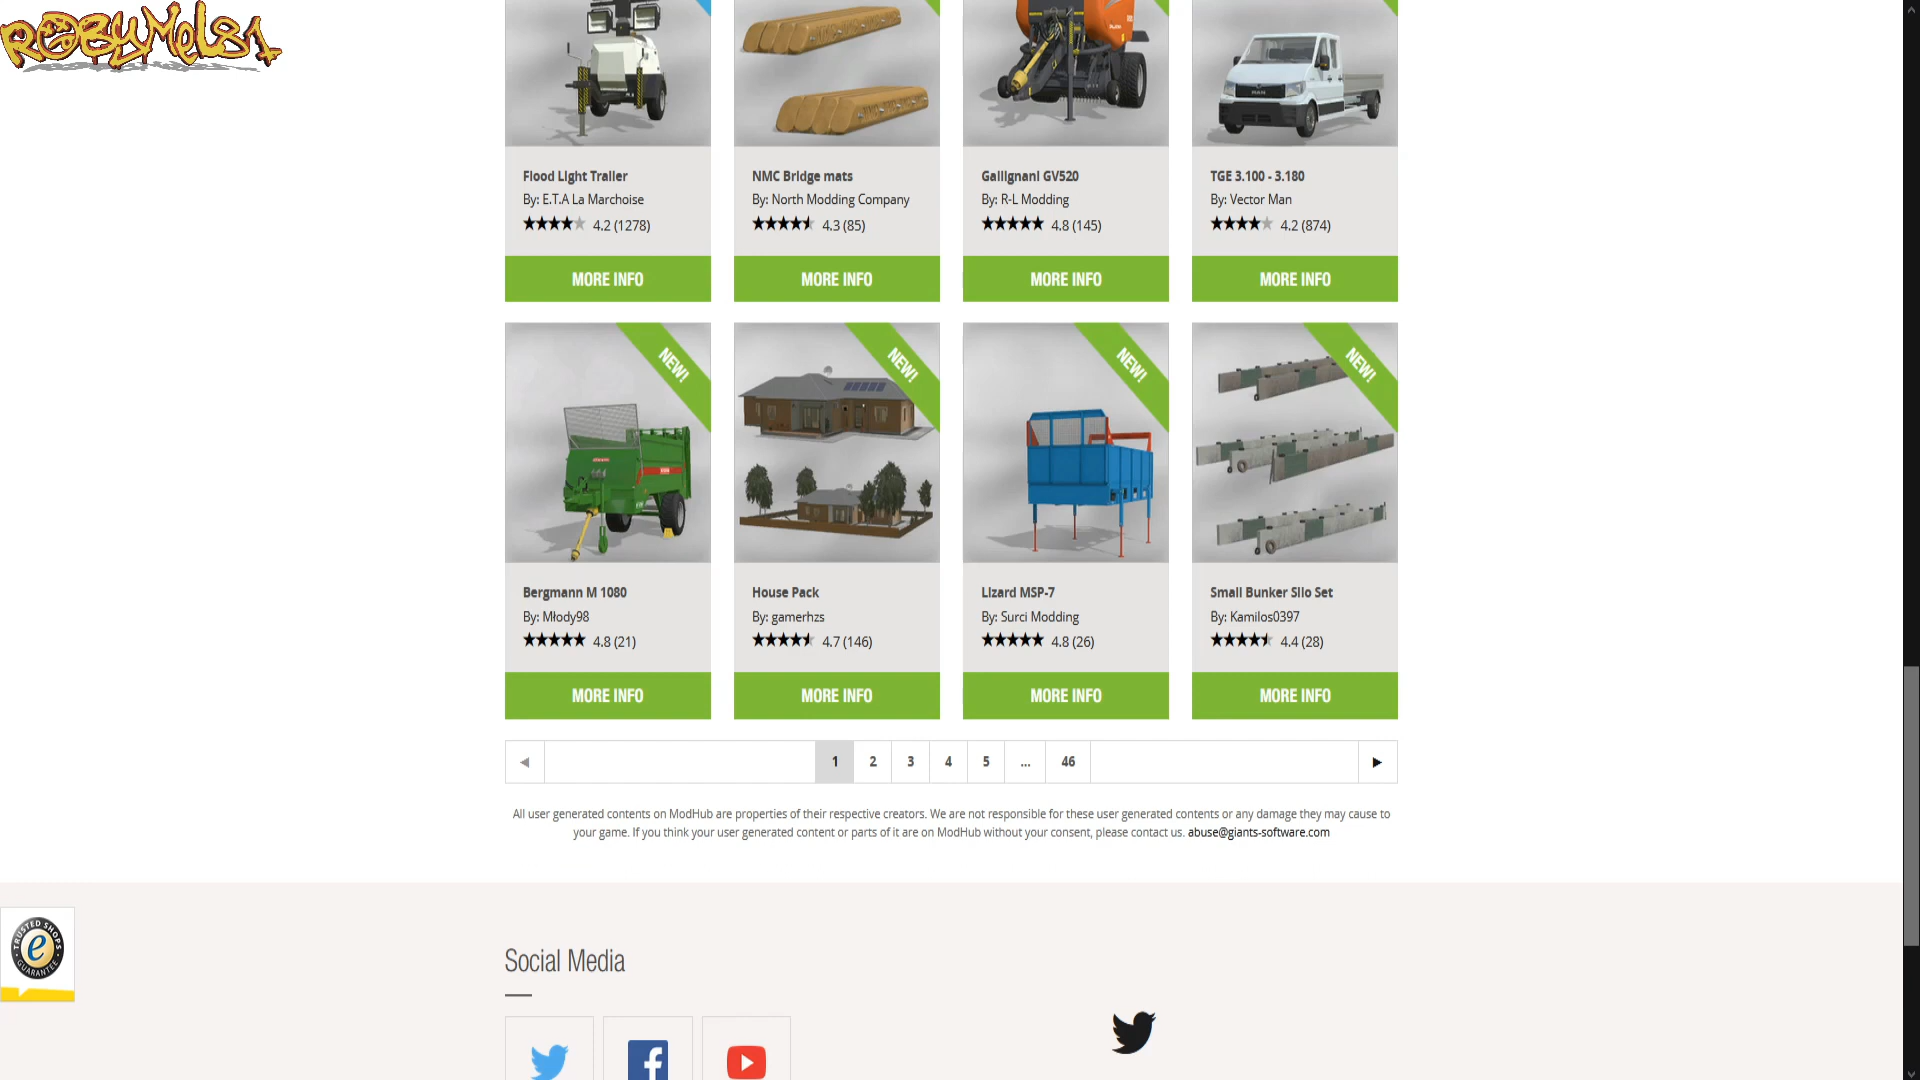 RobyMel81
Flood Light Trailer
By: E.T.A La Marchoise
4.2 (1278)
MORE INFO
NMC Bridge mats
By: North Modding Company
4.3 (85)
MORE INFO
Gallignani GV520
By: R-L Modding
4.8 (145)
MORE INFO
MAN
TGE 3.100 - 3.180
By: Vector Man
4.2 (874)
MORE INFO
NEW!
Bergmann M 1080
By: Młody98
4.8 (21)
MORE INFO
NEW!
House Pack
By: gamerhzs
4.7 (146)
MORE INFO
NEW!
Lizard MSP-7
By: Surci Modding
4.8 (26)
MORE INFO
NEW!
Small Bunker Silo Set
By: Kamilos0397
4.4 (28)
MORE INFO
1 2 3 4 5 ... 46
All user generated contents on ModHub are properties of their respective creators. We are not responsible for these user generated contents or any damage they may cause to
your game. If you think your user generated content or parts of it are on ModHub without your consent, please contact us. abuse@giants-software.com
TRUSTED SHOPS
e
GUARANTEE
Social Media